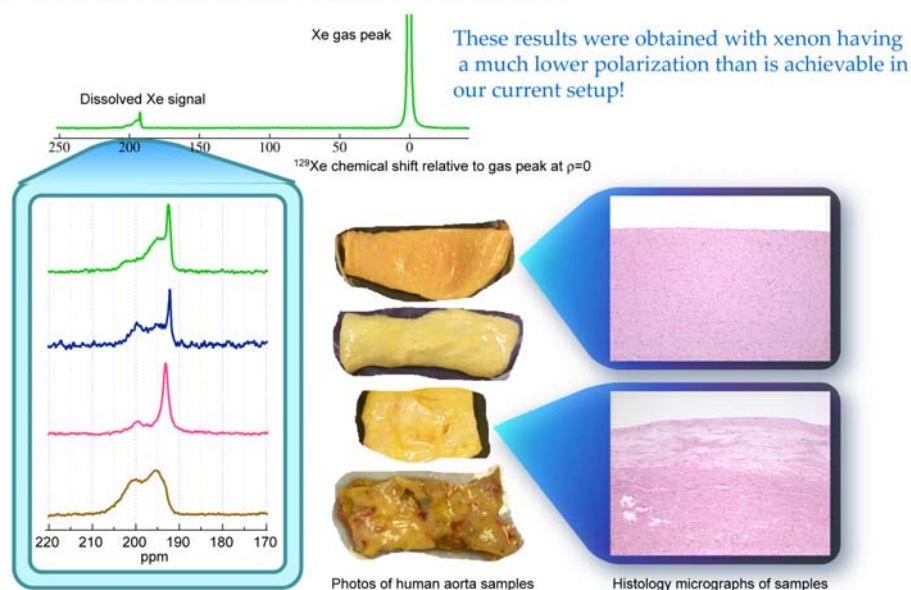 Xe gas peak
These results were obtained with xenon having
a much lower polarization than is achievable in
our current setup!
Dissolved Xe signal
250 200 150 100 50 0
¹²⁹Xe chemical shift relative to gas peak at ρ=0
220 210 200 190 180 170
ppm
Photos of human aorta samples
Histology micrographs of samples